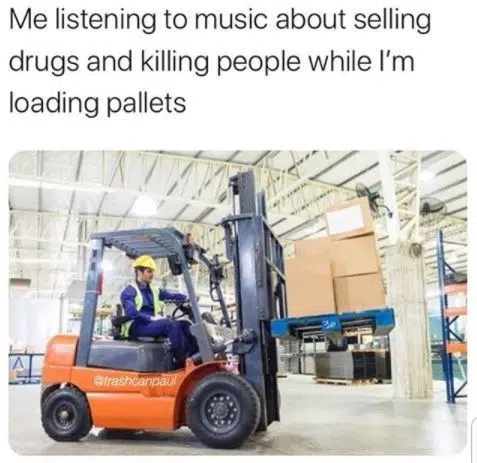 Me listening to music about selling
drugs and killing people while I'm
loading pallets
@trashcanpaul